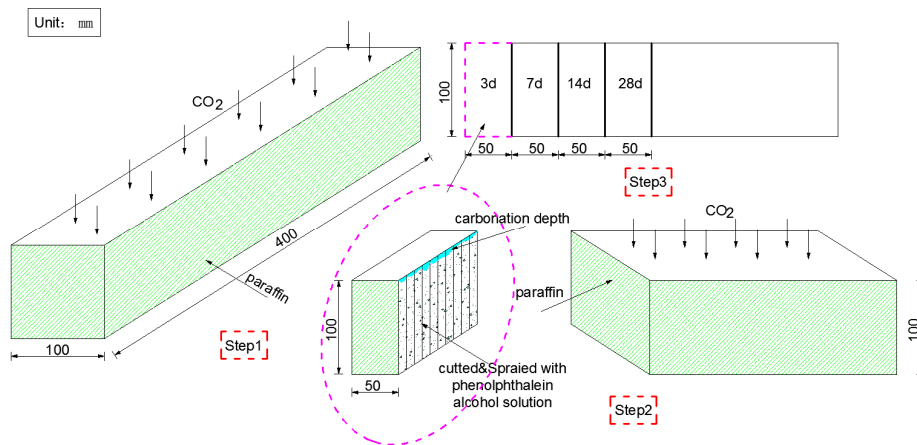 Unit: mm
CO2
100
400
paraffin
Step1
100
3d 7d 14d 28d
50 50 50 50
Step3
carbonation depth
100
50
cutted&Spraied with
phenolphthalein
alcohol solution
CO2
paraffin
100
Step2